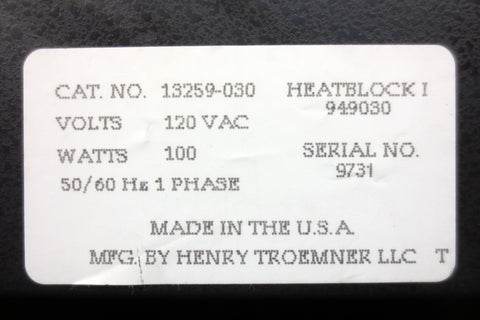 CAT. NO. 13259-030 HEATBLOCK I
949030
VOLTS 120 VAC
WATTS 100 SERIAL NO.
9731
50/60 Hz 1 PHASE
MADE IN THE U.S.A.
MFG. BY HENRY TROEMNER LLC T